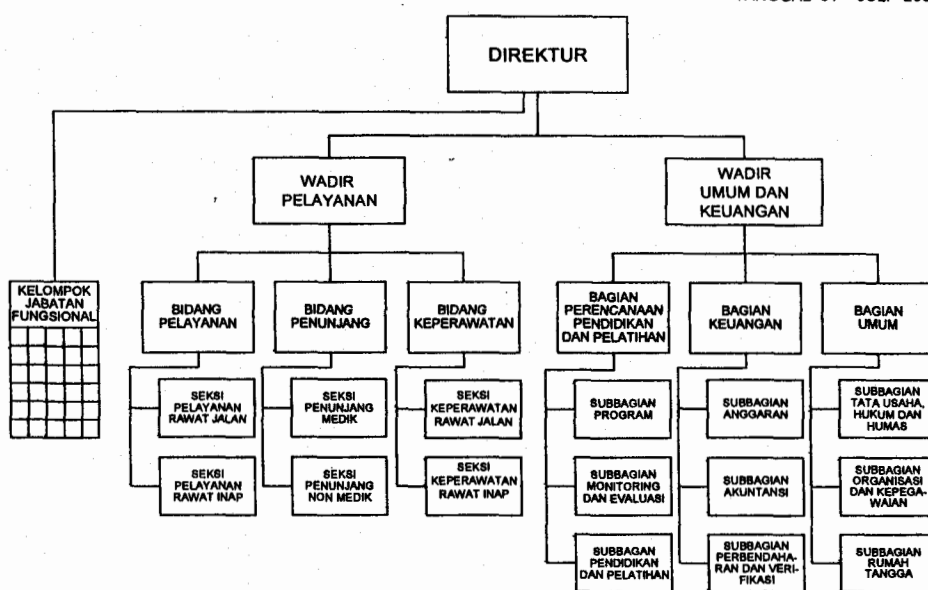 DIREKTUR
WADIR
PELAYANAN
WADIR
UMUM DAN
KEUANGAN
KELOMPOK
JABATAN
FUNGSIONAL
BIDANG
PELAYANAN
BIDANG
PENUNJANG
BIDANG
KEPERAWATAN
BAGIAN
PERENCANAAN
PENDIDIKAN
DAN PELATIHAN
BAGIAN
KEUANGAN
BAGIAN
UMUM
SEKSI
PELAYANAN
RAWAT JALAN
SEKSI
PENUNJANG
MEDIK
SEKSI
KEPERAWATAN
RAWAT JALAN
SUBBAGIAN
PROGRAM
SUBBAGIAN
ANGGARAN
SUBBAGIAN
TATA USAHA,
HUKUM DAN
HUMAS
SEKSI
PELAYANAN
RAWAT INAP
SEKSI
PENUNJANG
NON MEDIK
SEKSI
KEPERAWATAN
RAWAT INAP
SUBBAGIAN
MONITORING
DAN EVALUASI
SUBBAGIAN
AKUNTANSI
SUBBAGIAN
ORGANISASI
DAN KEPEGA-
WAIAN
SUBBAGAN
PENDIDIKAN
DAN PELATIHAN
SUBBAGIAN
PERBENDAHA-
RAN DAN VERI-
FIKASI
SUBBAGIAN
RUMAH
TANGGA